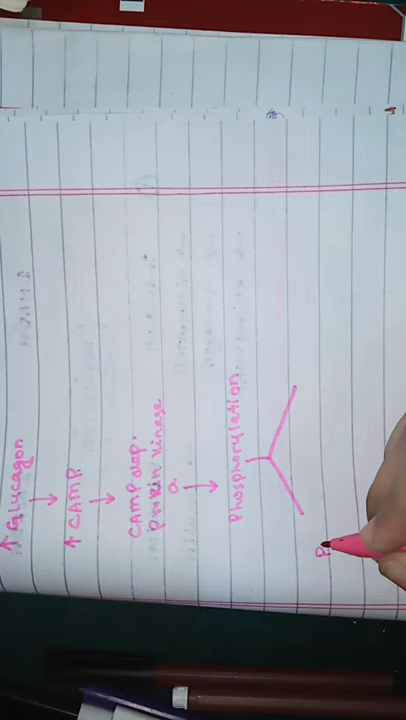 ↑ Glucagon
↓
↑ CAMP
↓
CAMP dep.
protein kinase
a
↓
Phosphorylation
P